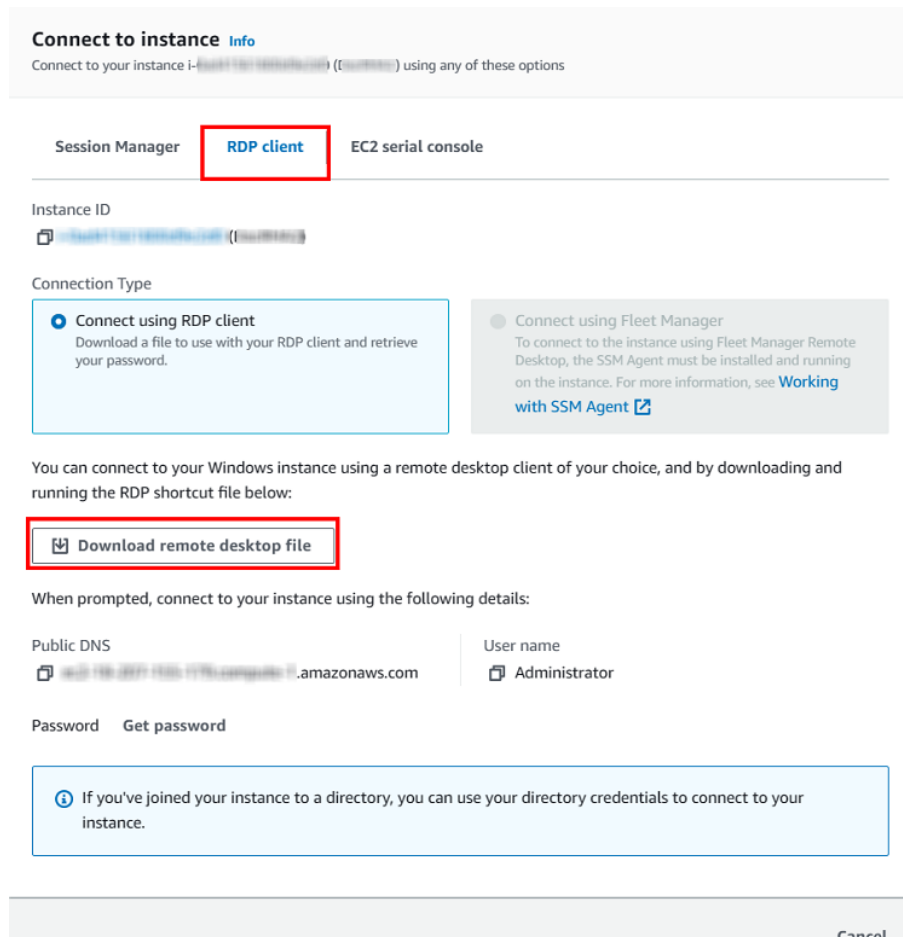 Connect to instance Info
Connect to your instance i- ( ) using any of these options
Session Manager RDP client EC2 serial console
Instance ID
(
Connection Type
Connect using RDP client
Download a file to use with your RDP client and retrieve
your password.
Connect using Fleet Manager
To connect to the instance using Fleet Manager Remote
Desktop, the SSM Agent must be installed and running
on the instance. For more information, see Working
with SSM Agent
You can connect to your Windows instance using a remote desktop client of your choice, and by downloading and
running the RDP shortcut file below:
Download remote desktop file
When prompted, connect to your instance using the following details:
Public DNS
.amazonaws.com
User name
Administrator
Password Get password
If you've joined your instance to a directory, you can use your directory credentials to connect to your
instance.
Cancel